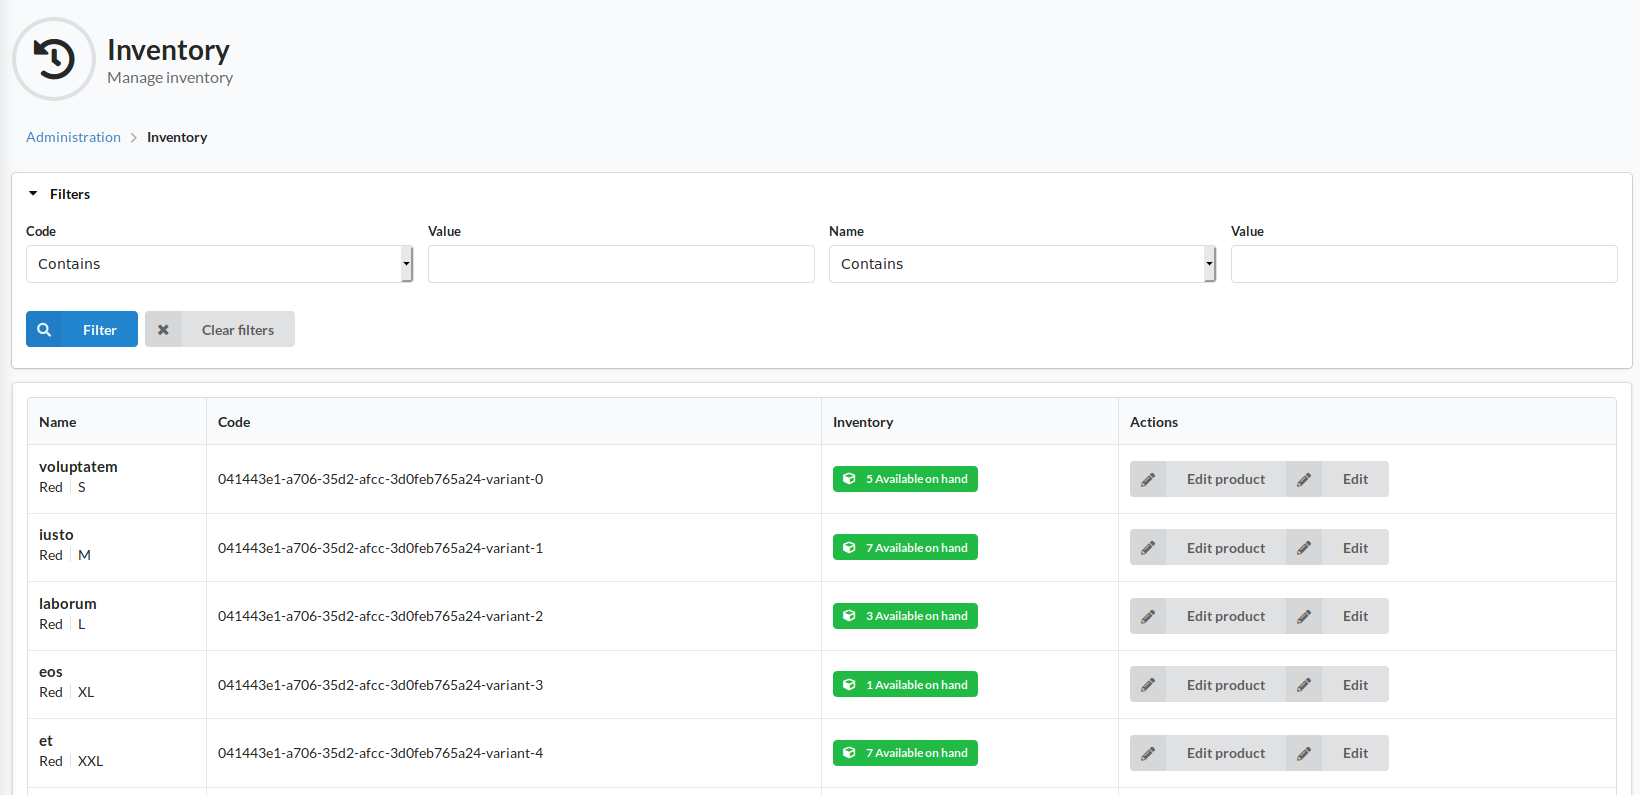 Inventory
Manage inventory
Administration Inventory
Filters
Code Value Name Value
Contains Contains
Filter Clear filters
Name Code Inventory Actions
voluptatem
Red S
041443e1-a706-35d2-afcc-3d0feb765a24-variant-0 5 Available on hand Edit product Edit
iusto
Red M
041443e1-a706-35d2-afcc-3d0feb765a24-variant-1 7 Available on hand Edit product Edit
laborum
Red L
041443e1-a706-35d2-afcc-3d0feb765a24-variant-2 3 Available on hand Edit product Edit
eos
Red XL
041443e1-a706-35d2-afcc-3d0feb765a24-variant-3 1 Available on hand Edit product Edit
et
Red XXL
041443e1-a706-35d2-afcc-3d0feb765a24-variant-4 7 Available on hand Edit product Edit